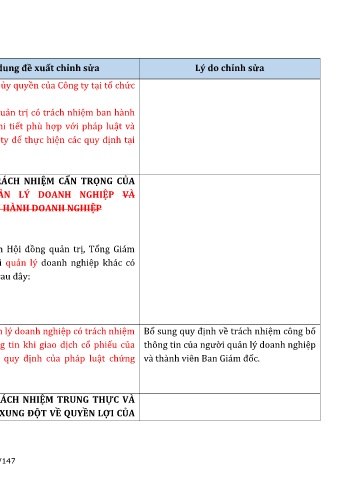 dung đề xuất chỉnh sửa
Lý do chỉnh sửa
ủy quyền của Công ty tại tổ chức
uản trị có trách nhiệm ban hành
hi tiết phù hợp với pháp luật và
ty để thực hiện các quy định tại
RÁCH NHIỆM CẨN TRỌNG CỦA
ẢN LÝ DOANH NGHIỆP VÀ
HÀNH DOANH NGHIỆP
n Hội đồng quản trị, Tổng Giám
i quản lý doanh nghiệp khác có
sau đây:
n lý doanh nghiệp có trách nhiệm
g tin khi giao dịch cổ phiếu của
quy định của pháp luật chứng
Bổ sung quy định về trách nhiệm công bố
thông tin của người quản lý doanh nghiệp
và thành viên Ban Giám đốc.
ÁCH NHIỆM TRUNG THỰC VÀ
XUNG ĐỘT VỀ QUYỀN LỢI CỦA
/147